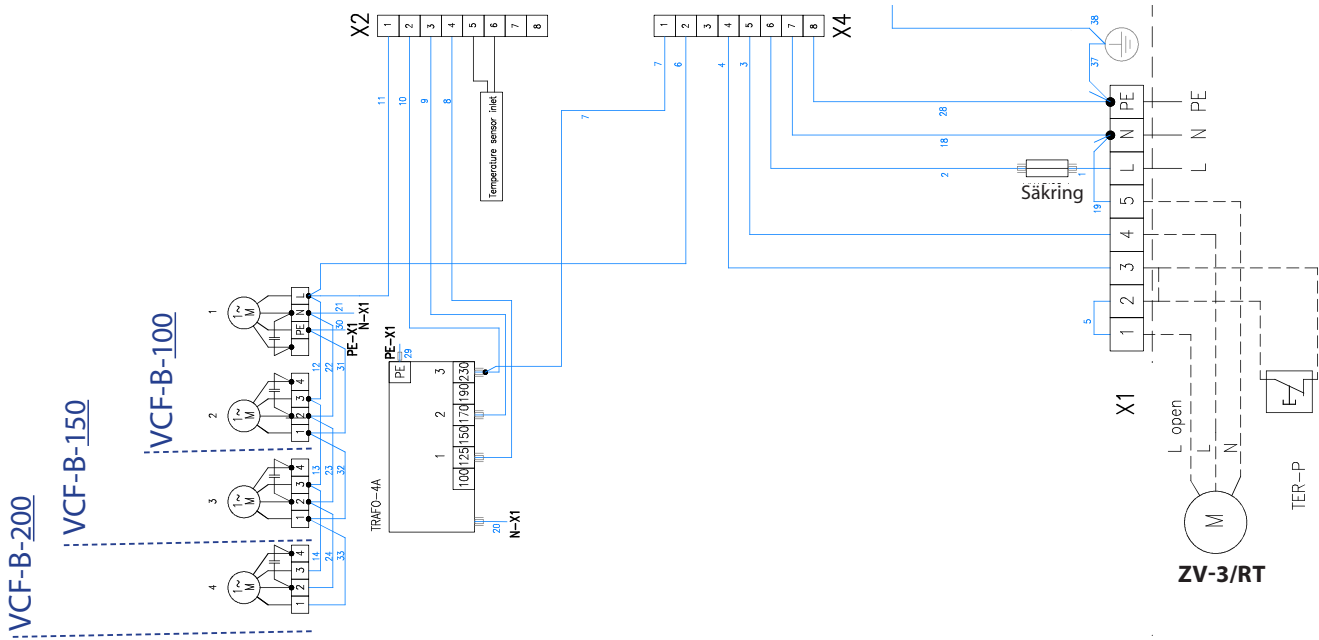 X2
1 2 3 4 5 6 7 8
11
10
9
8
Temperature sensor inlet
1 2 3 4 5 6 7 8
X4
7
6
4
3
7
38
37
28
18
2
Säkring
1
19
5
PE
N
L
5
4
3
2
1
PE
N
L
X1
L open
L
N
M
ZV-3/RT
TER-P
VCF-B-100
VCF-B-150
VCF-B-200
1
1~
M
L
N
PE
21
30
N-X1
PE-X1
12
22
31
2
1~
M
4
3
2
1
13
23
32
3
1~
M
4
3
2
1
14
24
33
4
1~
M
4
3
2
1
PE-X1
29
PE
TRAFO-4A
1 2 3
100 125 150 170 190 230
20
N-X1